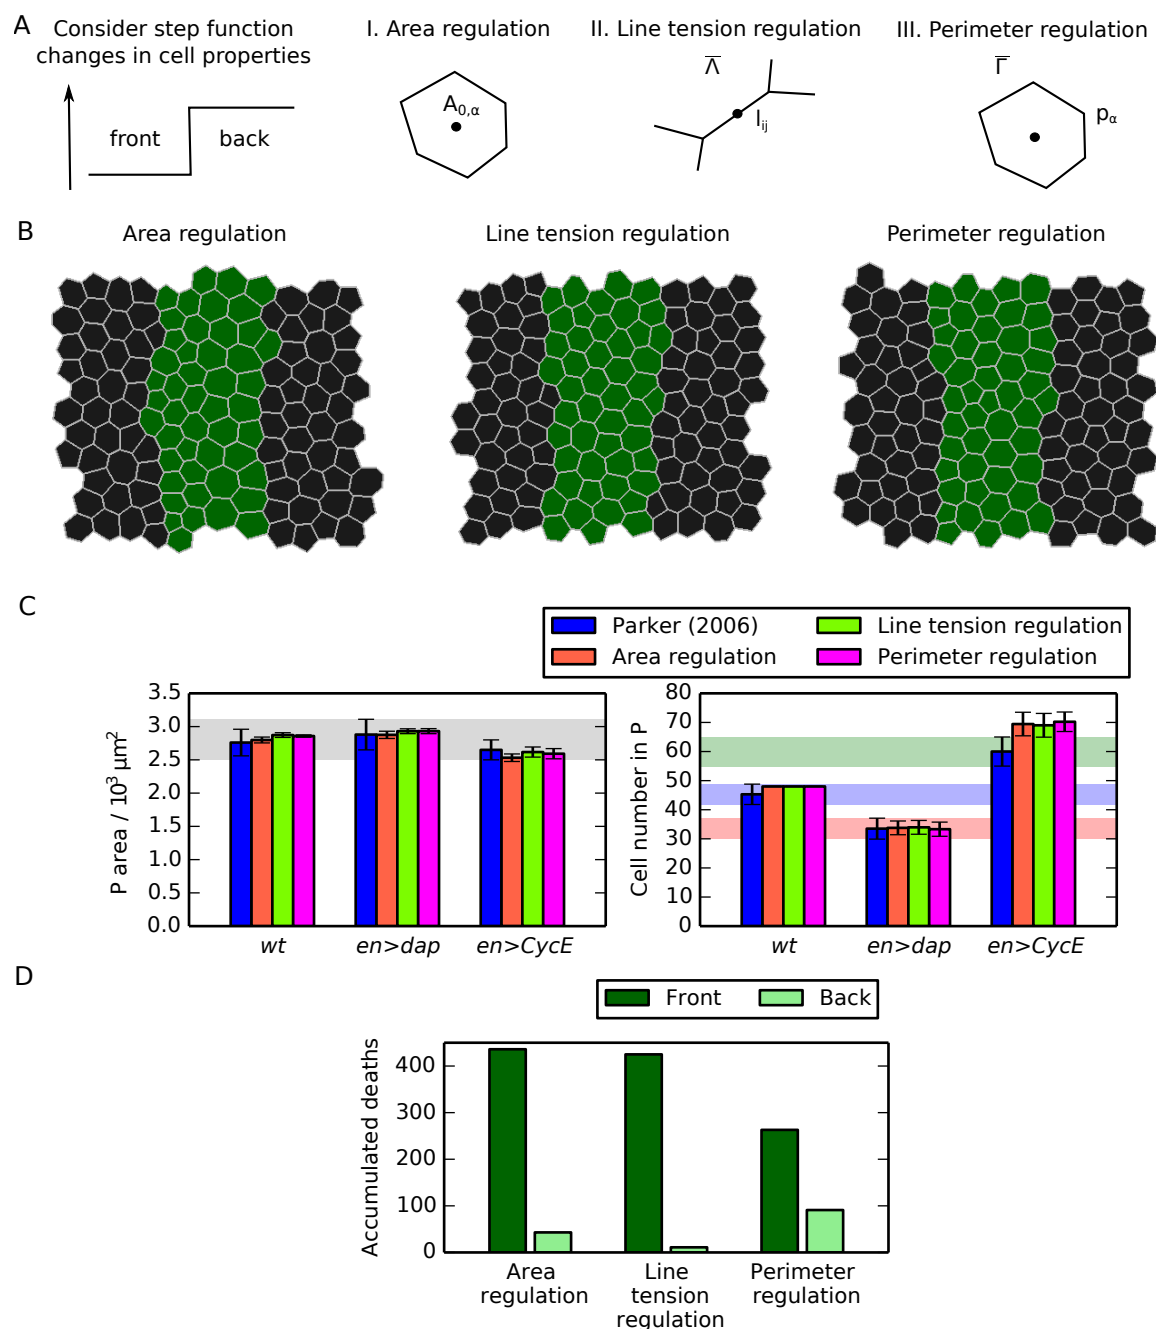 A
Consider step function
changes in cell properties
front
back
I. Area regulation
A0,α
II. Line tension regulation
Λ̅
lij
III. Perimeter regulation
Γ̅
pα
B
Area regulation
Line tension regulation
Perimeter regulation
C
Parker (2006)
Line tension regulation
Area regulation
Perimeter regulation
P area / 10³ μm²
3.5
3.0
2.5
2.0
1.5
1.0
0.5
0.0
wt
en>dap
en>CycE
Cell number in P
80
70
60
50
40
30
20
10
0
wt
en>dap
en>CycE
D
Front
Back
Accumulated deaths
400
300
200
100
0
Area
regulation
Line
tension
regulation
Perimeter
regulation